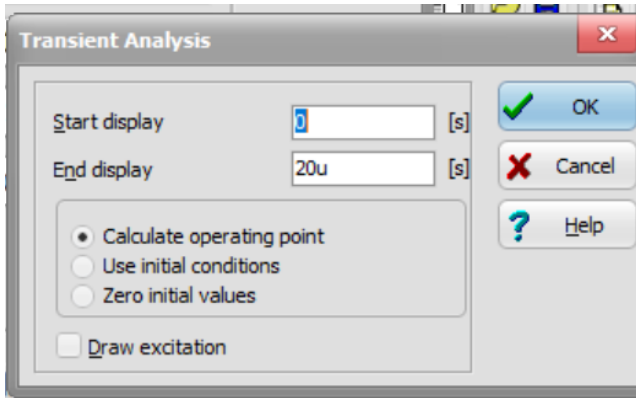 Transient Analysis
Start display 0 [s]
End display 20u [s]
Calculate operating point
Use initial conditions
Zero initial values
Draw excitation
OK
Cancel
? Help